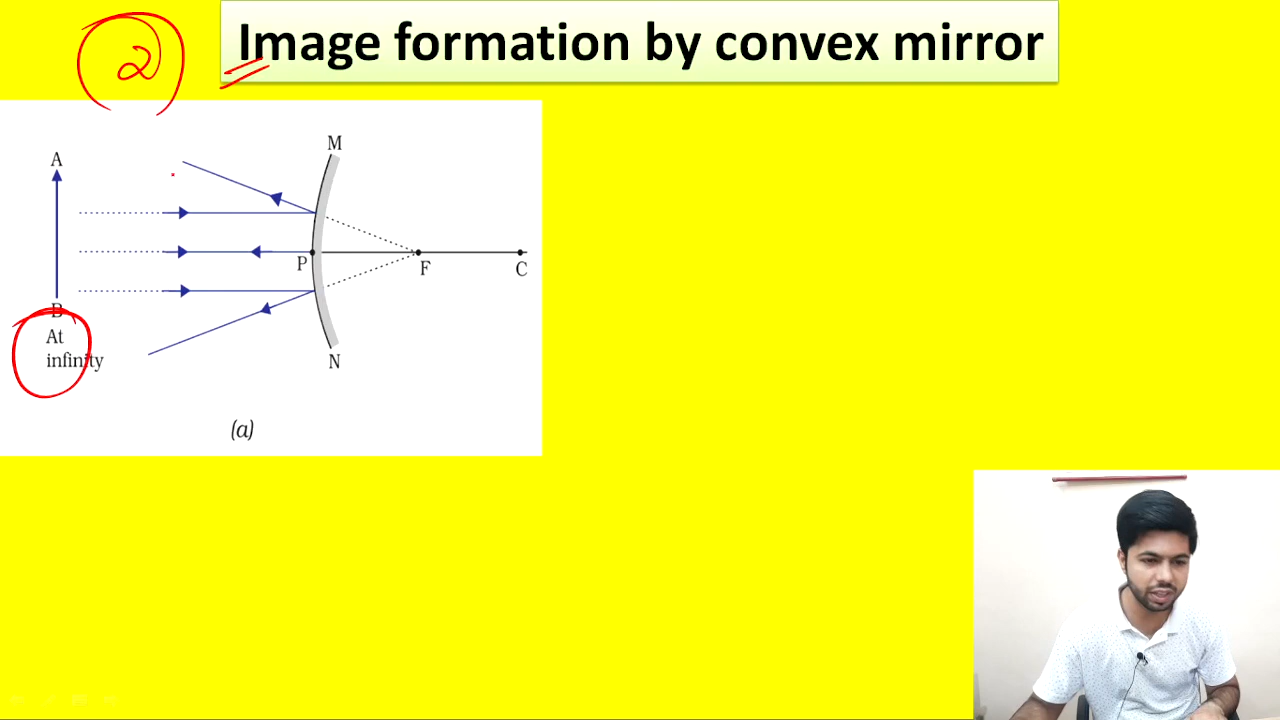 2
Image formation by convex mirror
M
A
P
F
C
B
At
infinity
N
(a)